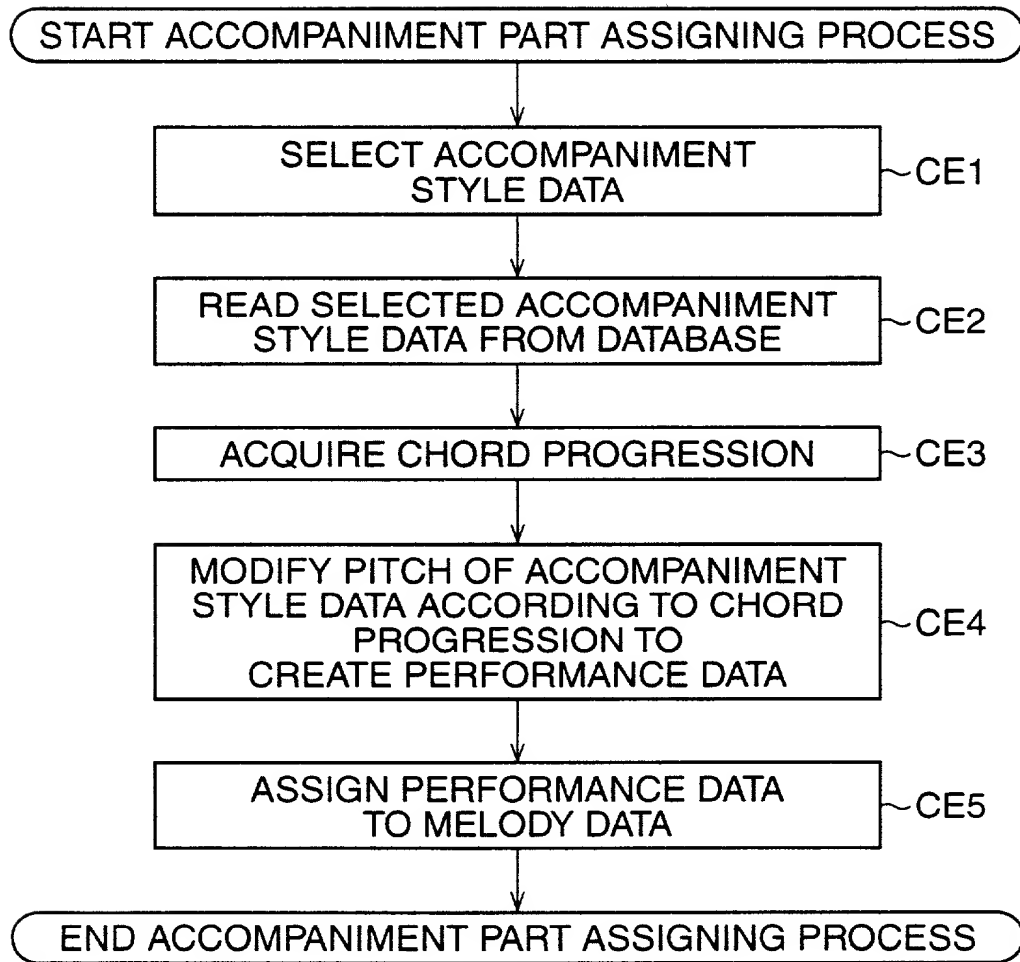 START ACCOMPANIMENT PART ASSIGNING PROCESS
SELECT ACCOMPANIMENT
STYLE DATA
CE1
READ SELECTED ACCOMPANIMENT
STYLE DATA FROM DATABASE
CE2
ACQUIRE CHORD PROGRESSION
CE3
MODIFY PITCH OF ACCOMPANIMENT
STYLE DATA ACCORDING TO CHORD
PROGRESSION TO
CREATE PERFORMANCE DATA
CE4
ASSIGN PERFORMANCE DATA
TO MELODY DATA
CE5
END ACCOMPANIMENT PART ASSIGNING PROCESS